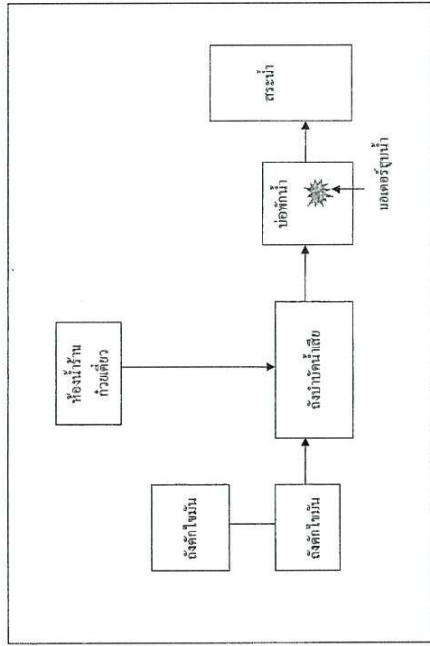 ห้องน้ำร้าน
ก๋วยเตี๋ยว
ถังดักไขมัน
ถังดักไขมัน
ถังบำบัดน้ำเสีย
บ่อพักน้ำ
มอเตอร์สูบน้ำ
สระน้ำ